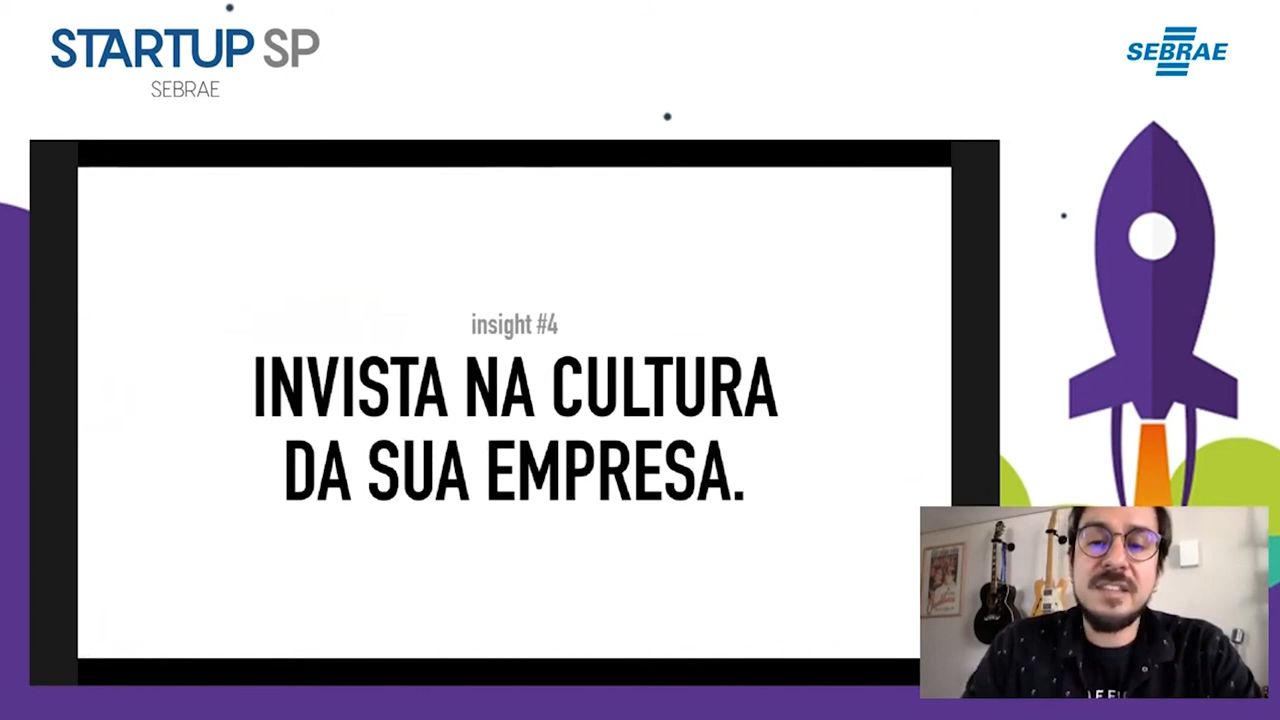 STARTUP SP
SEBRAE
SEBRAE
insight #4
INVISTA NA CULTURA
DA SUA EMPRESA.